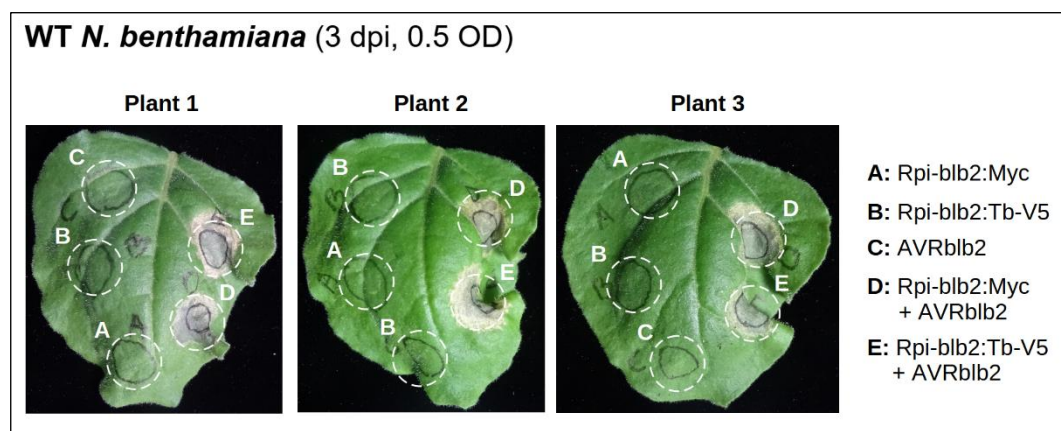 WT N. benthamiana (3 dpi, 0.5 OD)
Plant 1
Plant 2
Plant 3
C
B
A
E
D
B
A
B
D
E
A
B
C
D
E
A: Rpi-blb2:Myc
B: Rpi-blb2:Tb-V5
C: AVRblb2
D: Rpi-blb2:Myc
+ AVRblb2
E: Rpi-blb2:Tb-V5
+ AVRblb2